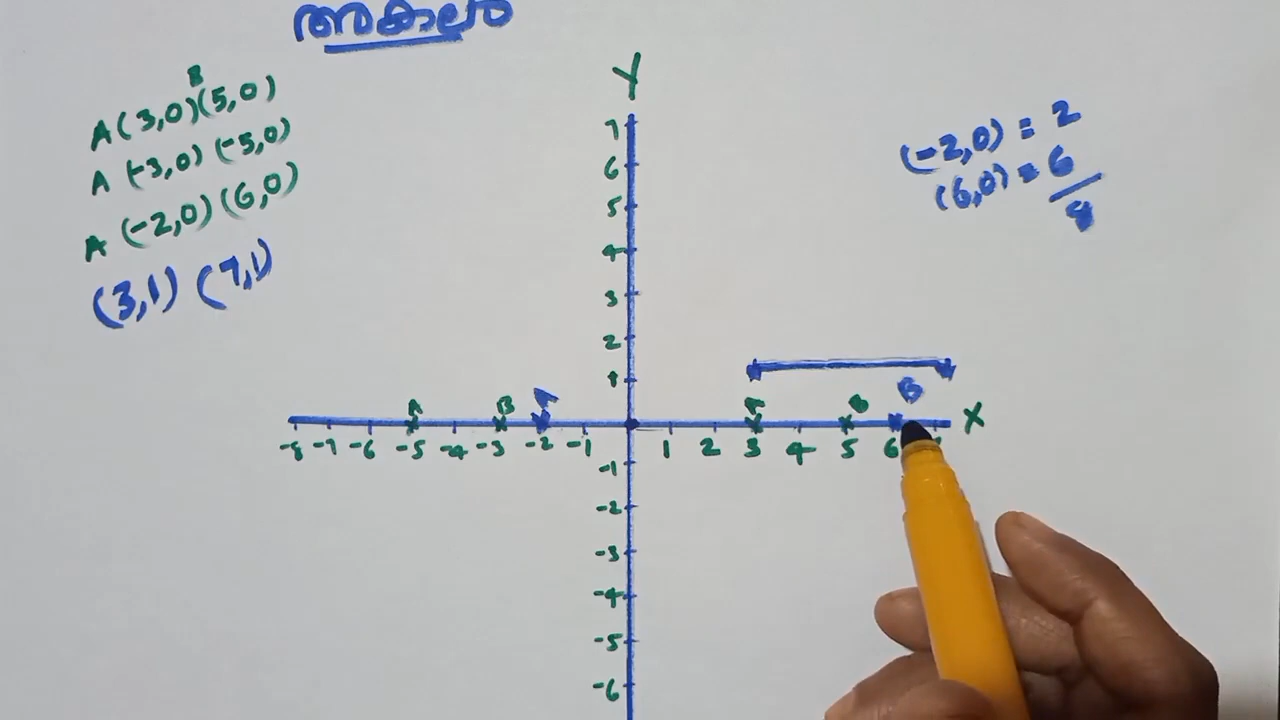 അകലം
B
A(3,0)(5,0)
A(-3,0)(-5,0)
A(-2,0)(6,0)
(3,1) (7,1)
(-2,0) = 2
(6,0) = 6
8
Y
7
6
5
4
3
2
1
A B A A B B X
-8 -7 -6 -5 -4 -3 -2 -1 1 2 3 4 5 6
-1
-2
-3
-4
-5
-6